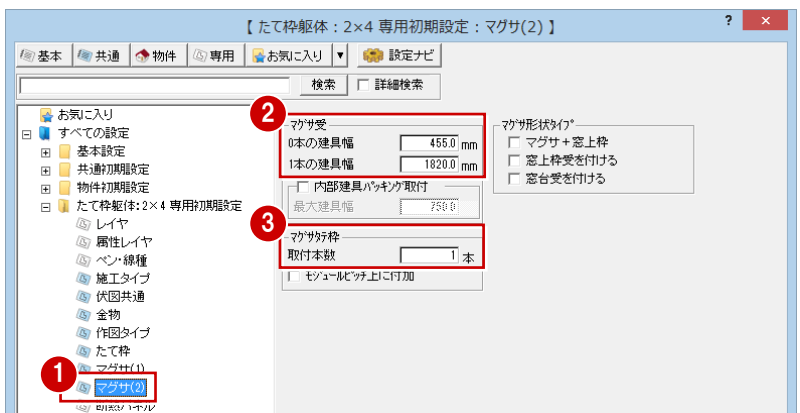 【 たて枠躯体：2×4 専用初期設定：マグサ(2) 】
? ×
基本 共通 物件 専用 お気に入り ▼ 設定ナビ
検索 詳細検索
お気に入り
すべての設定
基本設定
共通初期設定
物件初期設定
たて枠躯体:2×4 専用初期設定
レイヤ
属性レイヤ
ペン・線種
施工タイプ
伏図共通
金物
作図タイプ
たて枠
マグサ(1)
1
マグサ(2)
断熱パネル
2
マグサ受
0本の建具幅 455.0 mm
1本の建具幅 1820.0 mm
内部建具パッキング取付
最大建具幅 750.0
3
マグサタテ枠
取付本数 1 本
モジュールピッチ上に付加
マグサ形状タイプ
マグサ＋窓上枠
窓上枠受を付ける
窓台受を付ける